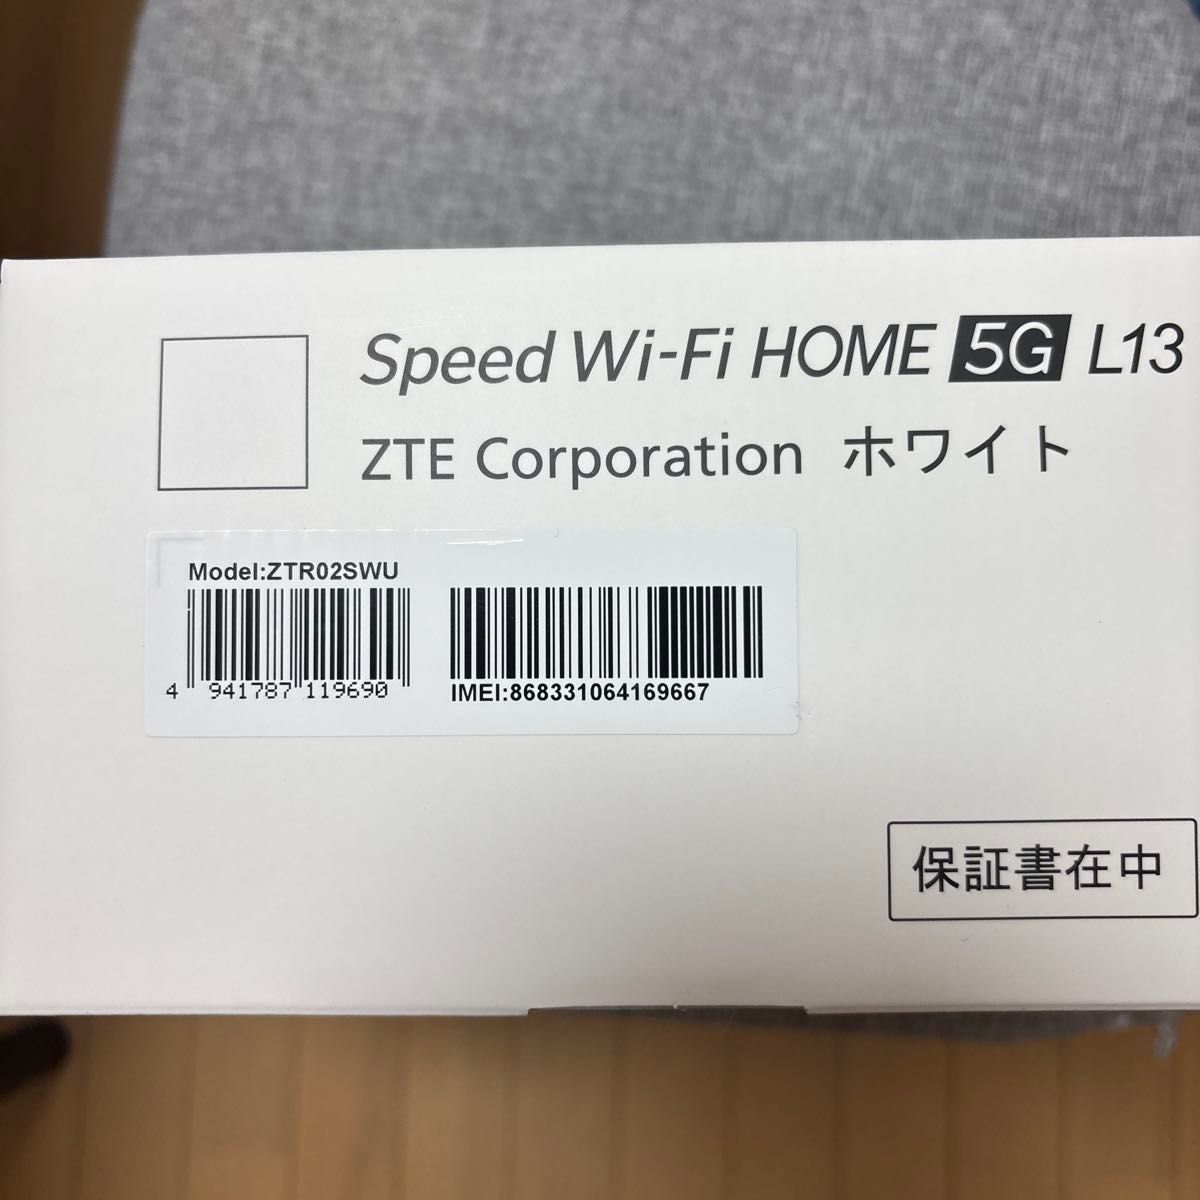 Speed Wi-Fi HOME 5G L13
ZTE Corporation ホワイト
Model:ZTR02SWU
4 941787 119690
IMEI:868331064169667
保証書在中